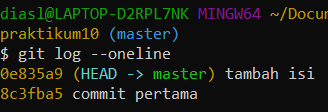 diasl@LAPTOP-D2RPL7NK MINGW64 ~/Docu
praktikum10 (master)
$ git log --oneline
0e835a9 (HEAD -> master) tambah isi
8c3fba5 commit pertama